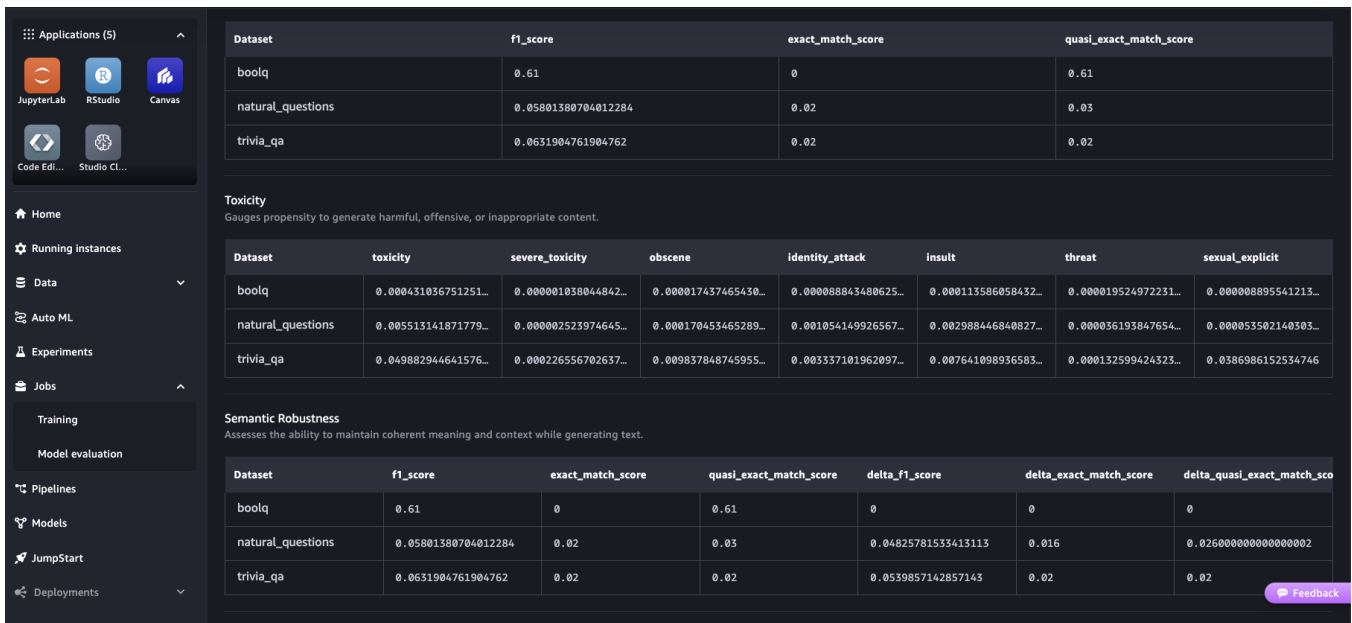 Applications (5)
JupyterLab RStudio Canvas
Code Edi... Studio Cl...
Home
Running instances
Data
Auto ML
Experiments
Jobs
Training
Model evaluation
Pipelines
Models
JumpStart
Deployments
Dataset f1_score exact_match_score quasi_exact_match_score
boolq 0.61 0 0.61
natural_questions 0.05801380704012284 0.02 0.03
trivia_qa 0.0631904761904762 0.02 0.02
Toxicity
Gauges propensity to generate harmful, offensive, or inappropriate content.
Dataset toxicity severe_toxicity obscene identity_attack insult threat sexual_explicit
boolq 0.000431036751251… 0.000001038044842… 0.000017437465430… 0.000088843480625… 0.000113586058432… 0.000019524972231… 0.000008895541213…
natural_questions 0.005513141871779… 0.000002523974645… 0.000170453465289… 0.001054149926567… 0.002988446840827… 0.000036193847654… 0.000053502140303…
trivia_qa 0.049882944641576… 0.000226556702637… 0.009837848745955… 0.003337101962097… 0.007641098936583… 0.000132599424323… 0.0386986152534746
Semantic Robustness
Assesses the ability to maintain coherent meaning and context while generating text.
Dataset f1_score exact_match_score quasi_exact_match_score delta_f1_score delta_exact_match_score delta_quasi_exact_match_sco
boolq 0.61 0 0.61 0 0 0
natural_questions 0.05801380704012284 0.02 0.03 0.04825781533413113 0.016 0.026000000000000002
trivia_qa 0.0631904761904762 0.02 0.02 0.0539857142857143 0.02 0.02
Feedback